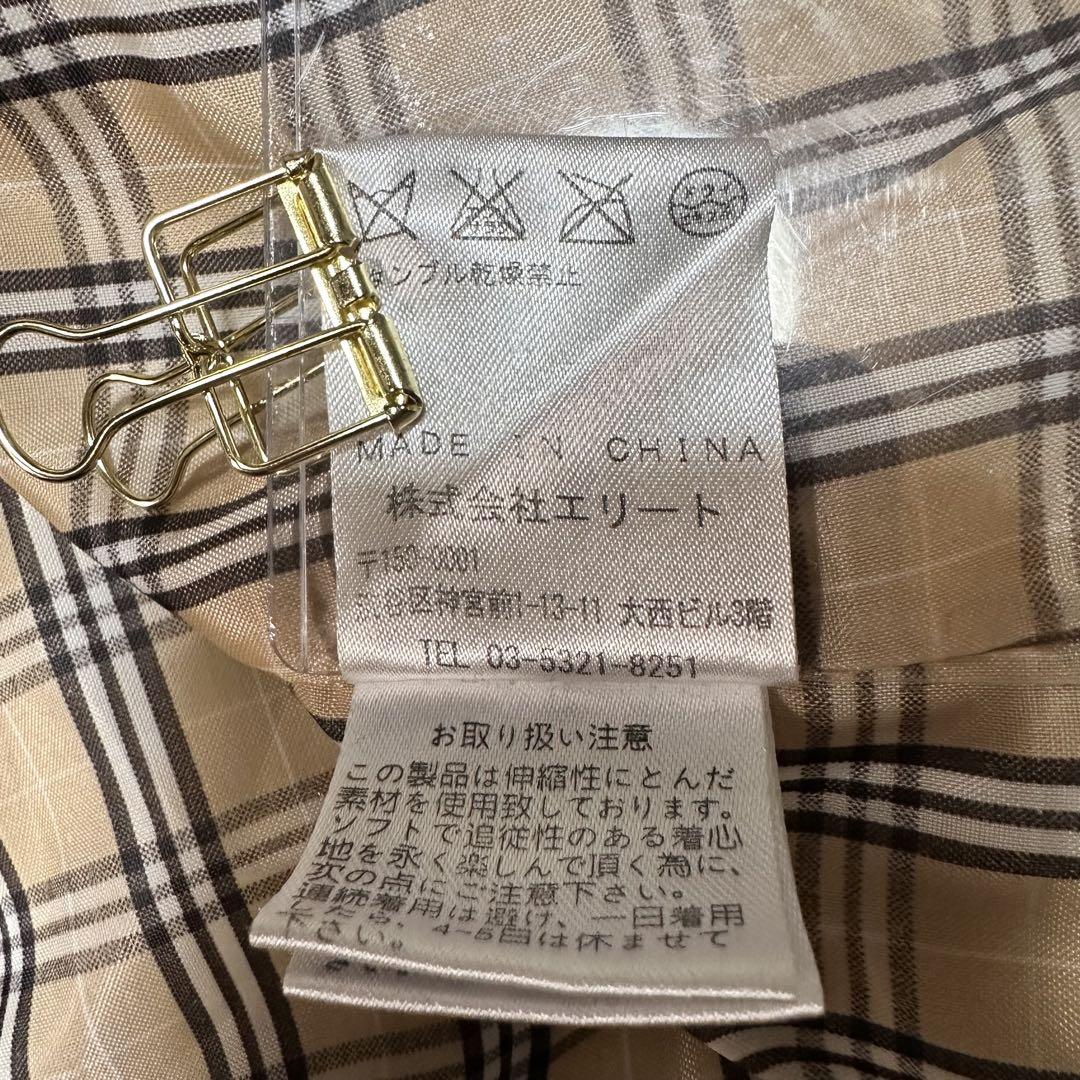 ンブル乾燥禁止
MADE IN CHINA
株式会社エリート
〒150-0001
谷区神宮前1-13-11 大西ビル3階
TEL 03-5321-8251
お取り扱い注意
この製品は伸縮性にとんだ
素材を使用致しております。
ソフトで追従性のある着心
地を永く楽しんで頂く為に、
次の点にご注意下さい。
連続着用は避け、一日着用
したら、4-5日は休ませて
下さい。